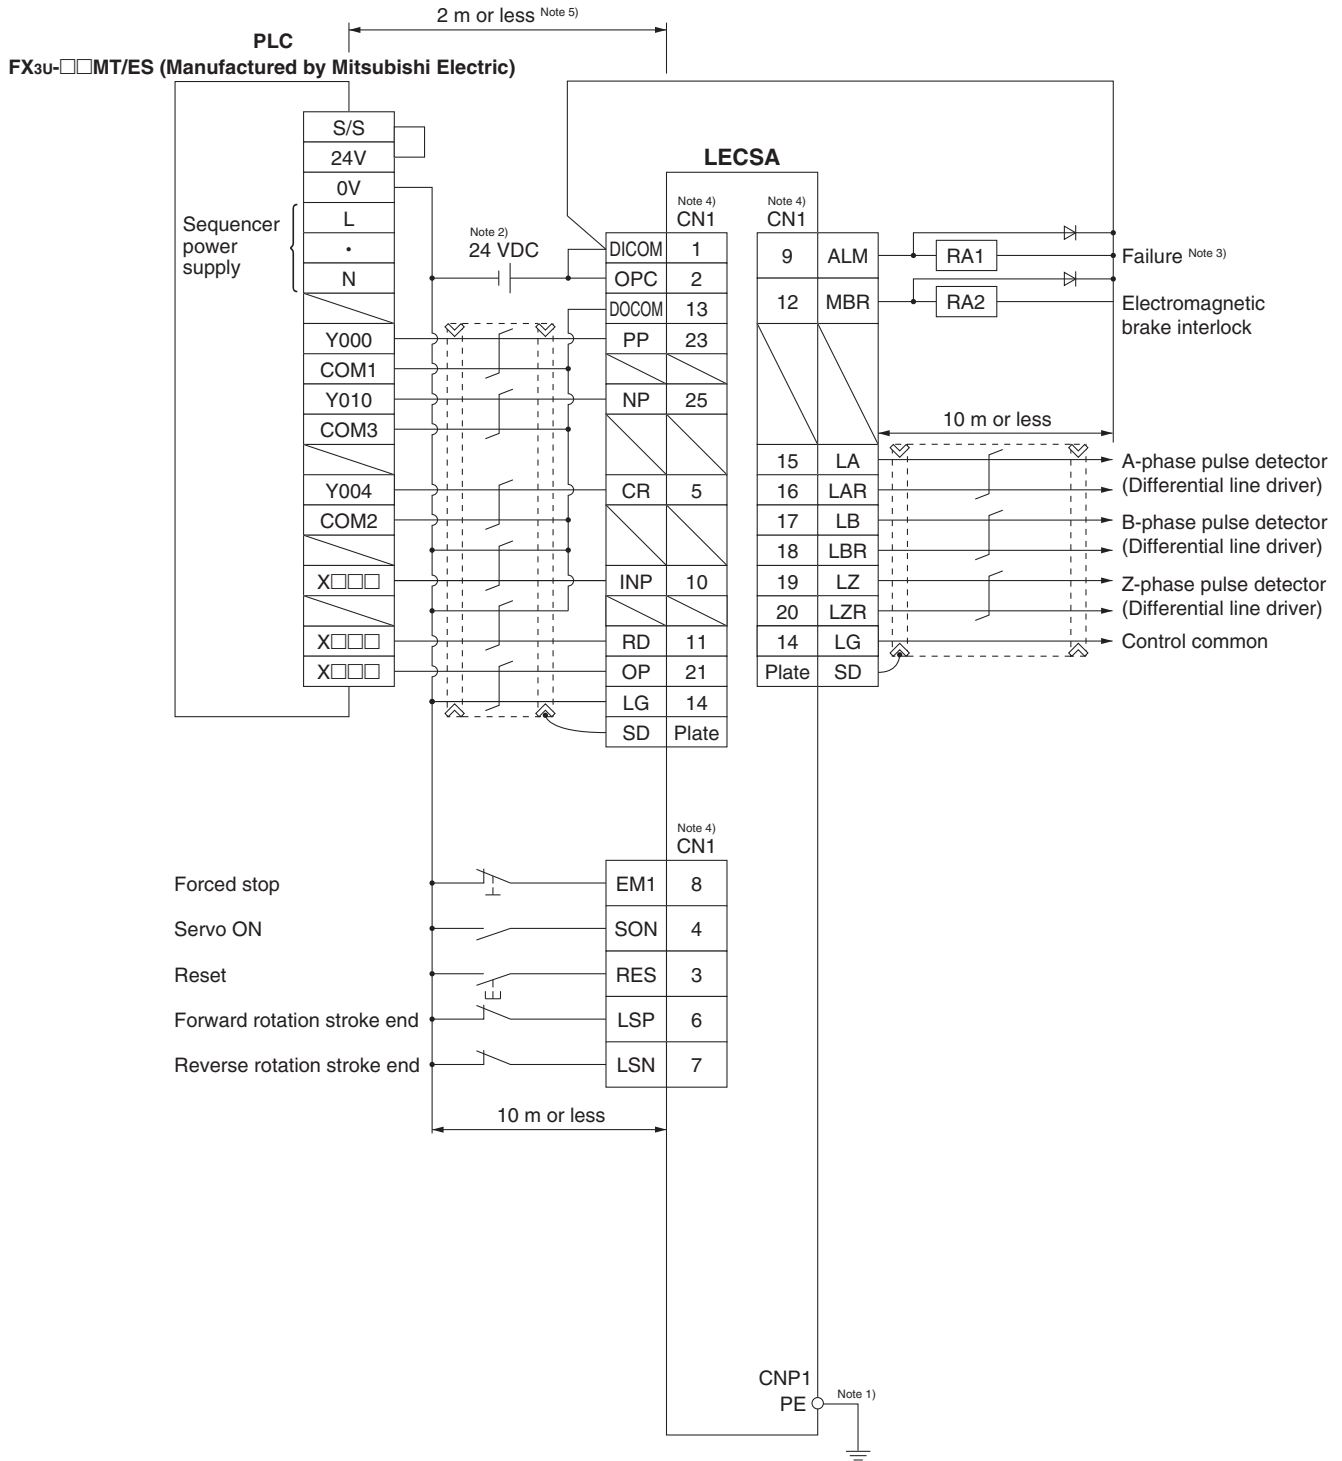 2 m or less Note 5)
PLC
FX3U-□□MT/ES (Manufactured by Mitsubishi Electric)
S/S
24V
0V
L
•
N
Sequencer
power
supply
Y000
COM1
Y010
COM3
Y004
COM2
X□□□
X□□□
X□□□
Note 2)
24 VDC
LECSA
Note 4)
CN1
DICOM 1
OPC 2
DOCOM 13
PP 23
NP 25
CR 5
INP 10
RD 11
OP 21
LG 14
SD Plate
Note 4)
CN1
9 ALM
12 MBR
15 LA
16 LAR
17 LB
18 LBR
19 LZ
20 LZR
14 LG
Plate SD
RA1
Failure Note 3)
RA2
Electromagnetic
brake interlock
10 m or less
A-phase pulse detector
(Differential line driver)
B-phase pulse detector
(Differential line driver)
Z-phase pulse detector
(Differential line driver)
Control common
Note 4)
CN1
Forced stop
EM1 8
Servo ON
SON 4
Reset
RES 3
Forward rotation stroke end
LSP 6
Reverse rotation stroke end
LSN 7
10 m or less
CNP1
PE
Note 1)